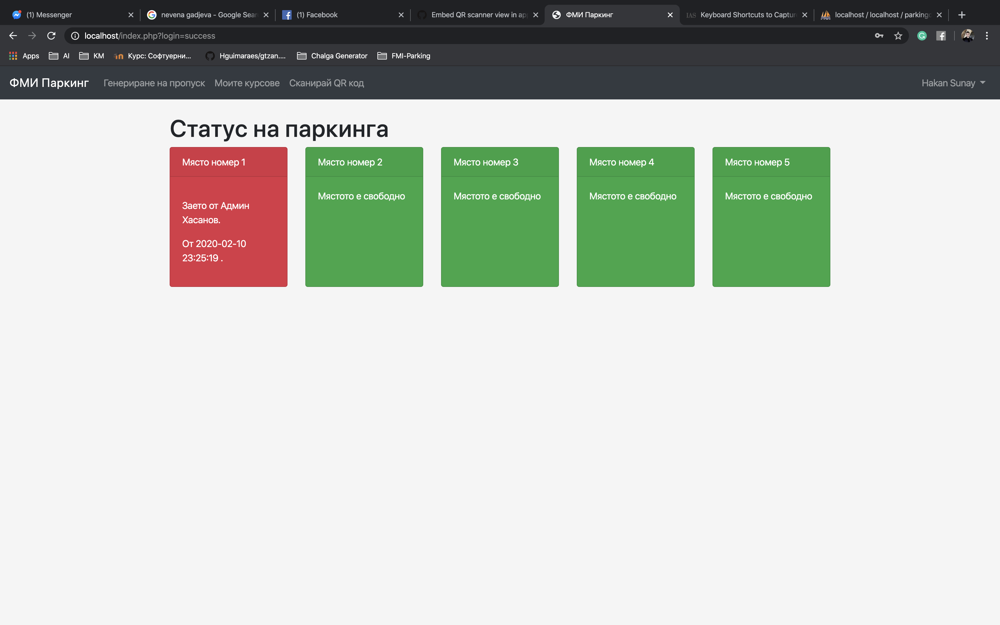 (1) Messenger
nevena gadjeva - Google Sear
(1) Facebook
Embed QR scanner view in app
ФМИ Паркинг
IAS Keyboard Shortcuts to Captur
localhost / localhost / parking
localhost/index.php?login=success
Apps AI KM Курс: Софтуерни... Hguimaraes/gtzan.... Chalga Generator FMI-Parking
ФМИ Паркинг Генериране на пропуск Моите курсове Сканирай QR код Hakan Sunay
Статус на паркинга
Място номер 1
Заето от Админ
Хасанов.
От 2020-02-10
23:25:19 .
Място номер 2
Мястото е свободно
Място номер 3
Мястото е свободно
Място номер 4
Мястото е свободно
Място номер 5
Мястото е свободно